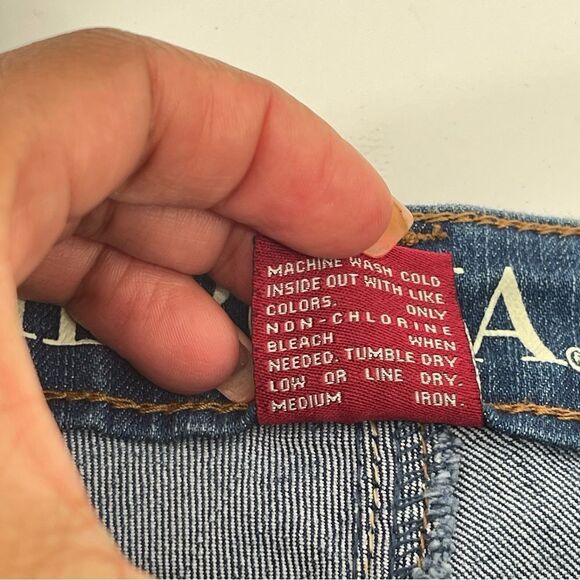 MACHINE WASH COLD
INSIDE OUT WITH LIKE
COLORS. ONLY
NON-CHLORINE
BLEACH WHEN
NEEDED. TUMBLE DRY
LOW OR LINE DRY.
MEDIUM IRON.
A®